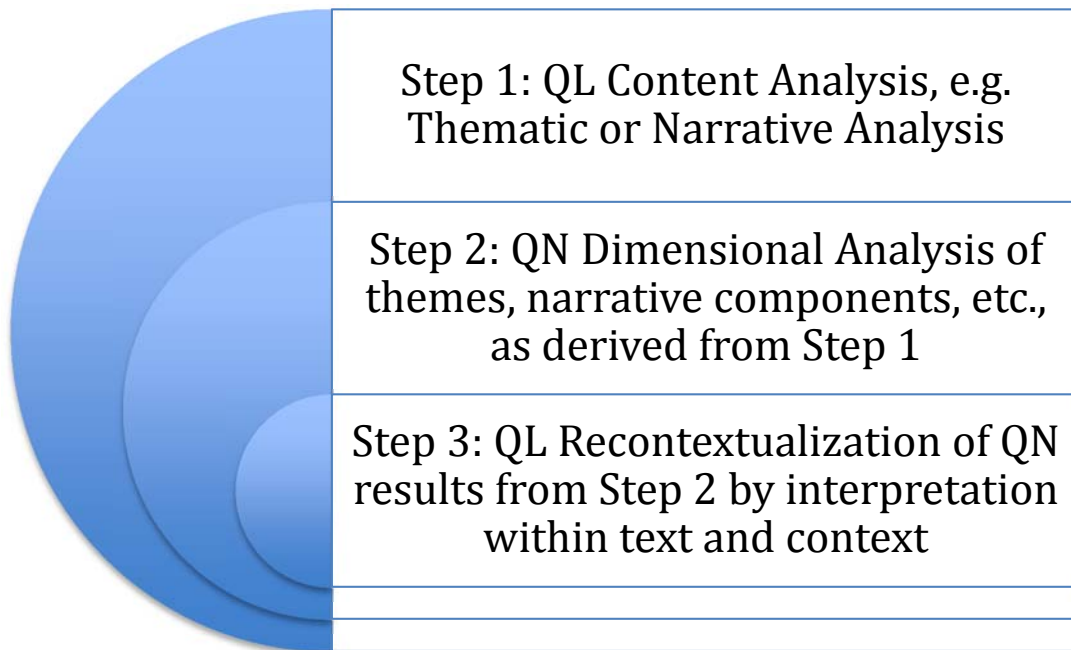 Step 1: QL Content Analysis, e.g.
Thematic or Narrative Analysis
Step 2: QN Dimensional Analysis of
themes, narrative components, etc.,
as derived from Step 1
Step 3: QL Recontextualization of QN
results from Step 2 by interpretation
within text and context